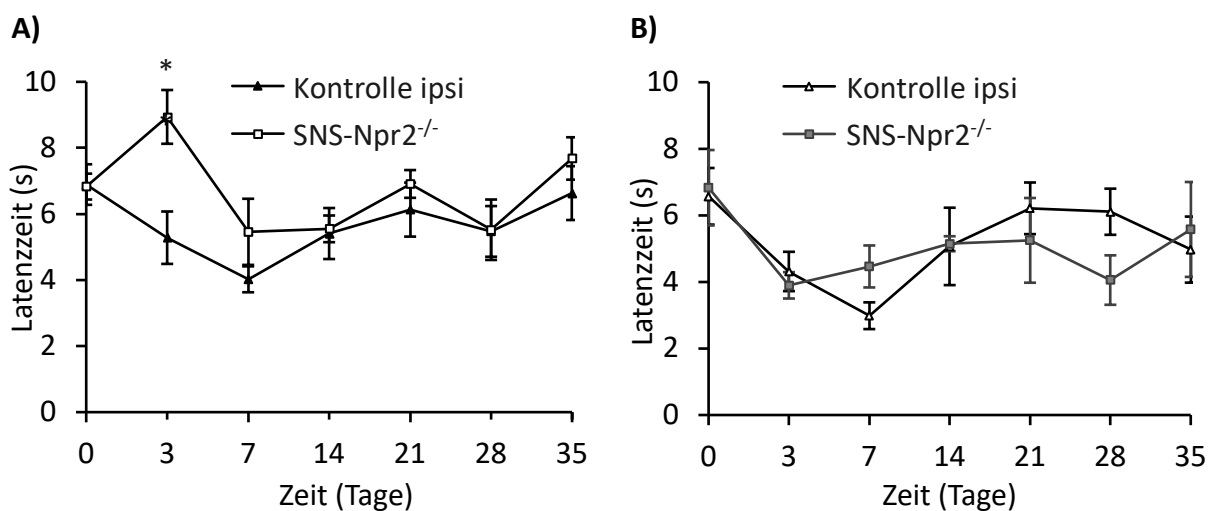 A)
*
Kontrolle ipsi
SNS-Npr2-/-
10
8
6
4
2
0
Latenzzeit (s)
0 3 7 14 21 28 35
Zeit (Tage)
B)
Kontrolle ipsi
SNS-Npr2-/-
10
8
6
4
2
0
Latenzzeit (s)
0 3 7 14 21 28 35
Zeit (Tage)